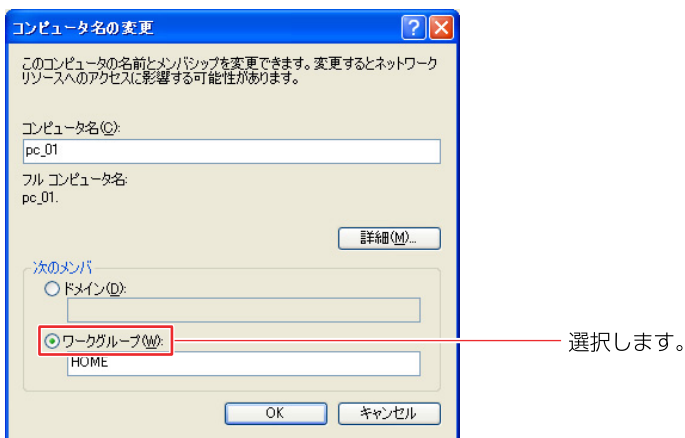 コンピュータ名の変更
このコンピュータの名前とメンバシップを変更できます。変更するとネットワーク
リソースへのアクセスに影響する可能性があります。
コンピュータ名(C):
pc_01
フル コンピュータ名:
pc_01.
詳細(M)...
次のメンバ
ドメイン(D):
ワークグループ(W):
選択します。
HOME
OK キャンセル